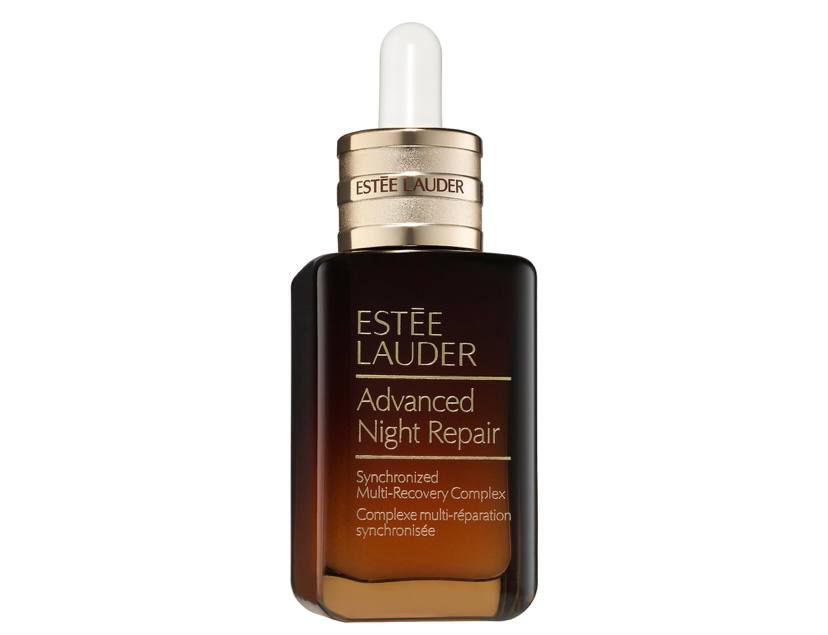 ESTĒE LAUDER
ESTĒE
LAUDER
Advanced
Night Repair
Synchronized
Multi-Recovery Complex
Complexe multi-réparation
synchronisée